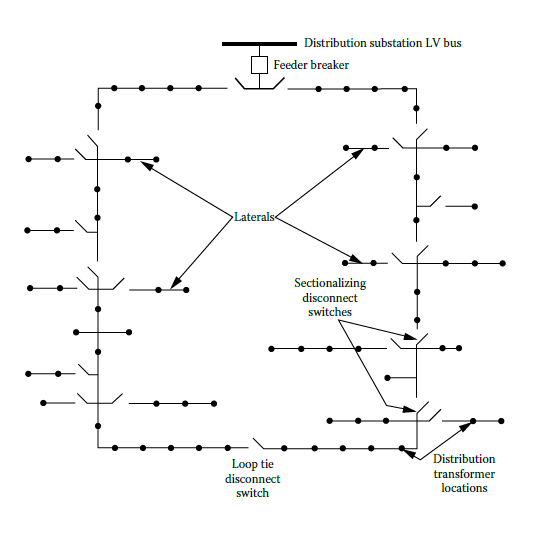 Distribution substation LV bus
Feeder breaker
Laterals
Sectionalizing
disconnect
switches
Loop tie
disconnect
switch
Distribution
transformer
locations